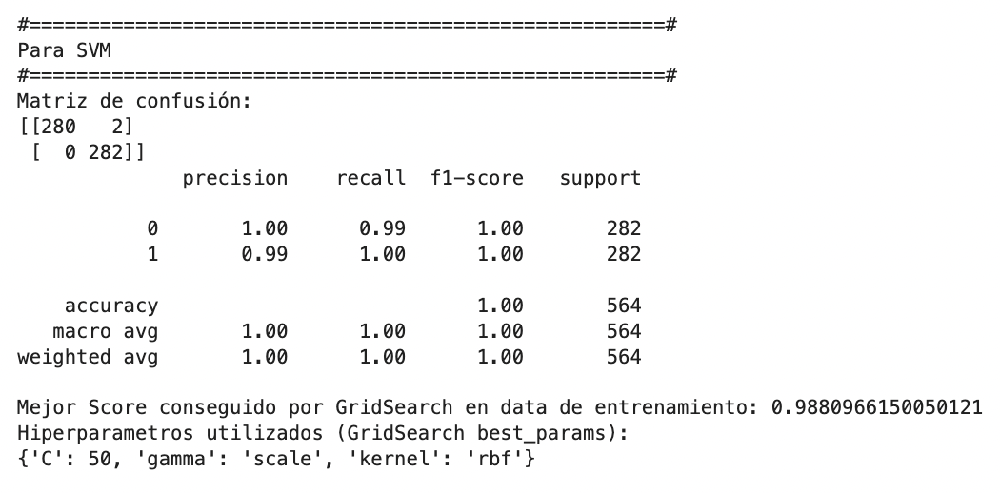 #======================================================#
Para SVM
#======================================================#
Matriz de confusión:
[[280   2]
 [  0 282]]
              precision    recall  f1-score   support

           0       1.00      0.99      1.00       282
           1       0.99      1.00      1.00       282

    accuracy                           1.00       564
   macro avg       1.00      1.00      1.00       564
weighted avg       1.00      1.00      1.00       564

Mejor Score conseguido por GridSearch en data de entrenamiento: 0.9880966150050121
Hiperparametros utilizados (GridSearch best_params):
{'C': 50, 'gamma': 'scale', 'kernel': 'rbf'}